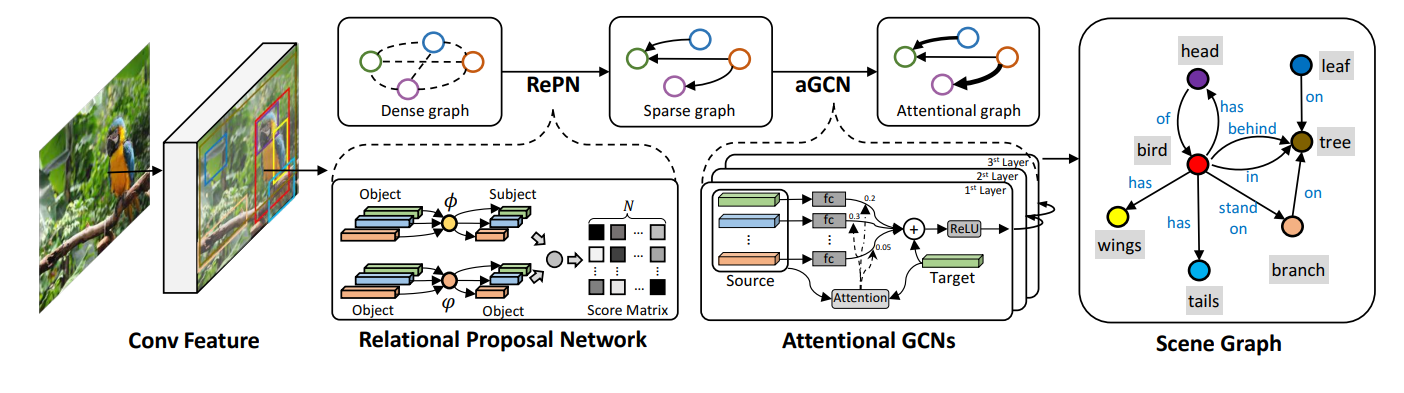 Dense graph
RePN
Sparse graph
aGCN
Attentional graph
Object
ϕ
Subject
Object
φ
Object
N
Score Matrix
3st Layer
2st Layer
1st Layer
fc
fc
fc
0.2
0.3
0.05
+
ReLU
Source
Attention
Target
head
leaf
on
of
has
behind
bird
tree
in
has
on
stand
on
has
wings
branch
tails
Conv Feature
Relational Proposal Network
Attentional GCNs
Scene Graph